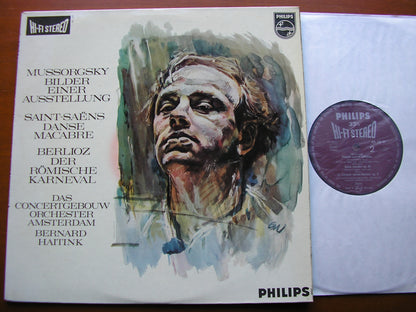 HI-FI STEREO
PHILIPS
MUSSORGSKY
BILDER
EINER
AUSSTELLUNG
SAINT-SAËNS
DANSE
MACABRE
BERLIOZ
DER
RÖMISCHE
KARNEVAL
DAS
CONCERTGEBOUW
ORCHESTER
AMSTERDAM
BERNARD
HAITINK
PHILIPS
PHILIPS
HI-FI STEREO
2